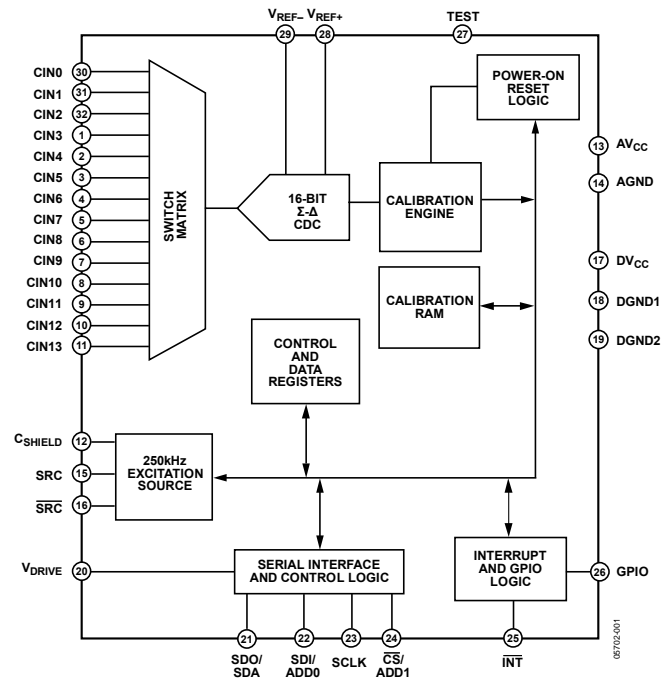 VREF–
VREF+
TEST
29
28
27
CIN0 30
CIN1 31
CIN2 32
CIN3 1
CIN4 2
CIN5 3
CIN6 4
CIN7 5
CIN8 6
CIN9 7
CIN10 8
CIN11 9
CIN12 10
CIN13 11
SWITCH
MATRIX
16-BIT
Σ-Δ
CDC
CALIBRATION
ENGINE
POWER-ON
RESET
LOGIC
13 AVCC
14 AGND
17 DVCC
18 DGND1
19 DGND2
CALIBRATION
RAM
CONTROL
AND
DATA
REGISTERS
CSHIELD 12
SRC 15
SRC 16
250kHz
EXCITATION
SOURCE
VDRIVE 20
SERIAL INTERFACE
AND CONTROL LOGIC
INTERRUPT
AND GPIO
LOGIC
26 GPIO
21
22
23
24
25
SDO/
SDA
SDI/
ADD0
SCLK
CS/
ADD1
INT
05702-001